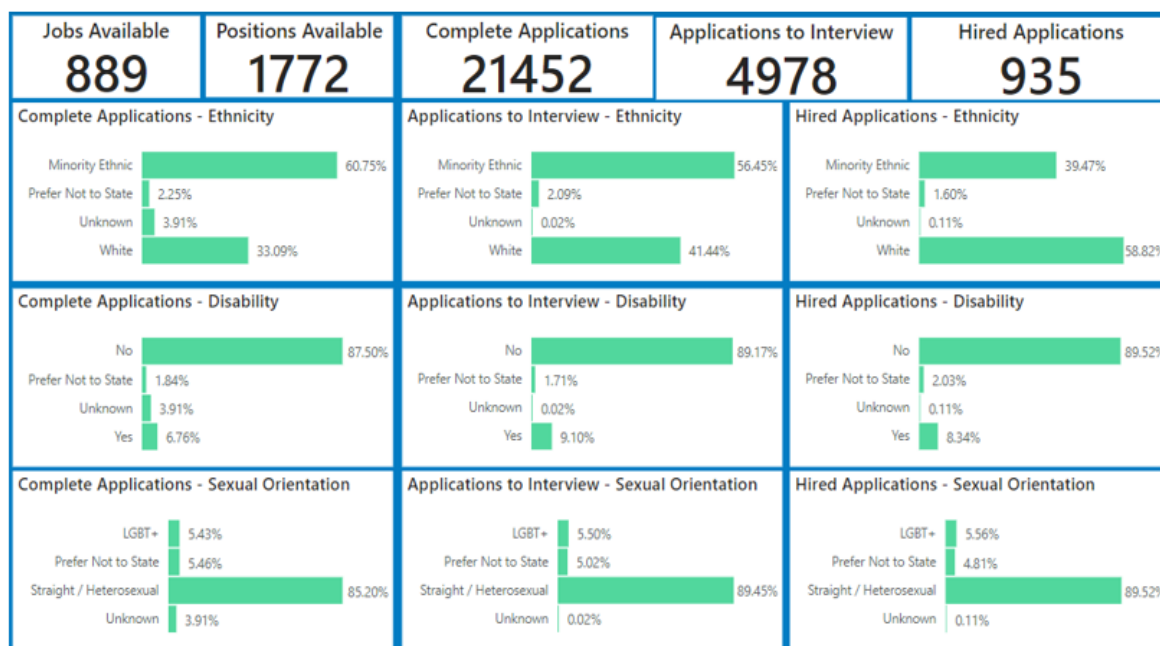 Jobs Available
889
Positions Available
1772
Complete Applications
21452
Applications to Interview
4978
Hired Applications
935
Complete Applications - Ethnicity
Minority Ethnic 60.75%
Prefer Not to State 2.25%
Unknown 3.91%
White 33.09%
Applications to Interview - Ethnicity
Minority Ethnic 56.45%
Prefer Not to State 2.09%
Unknown 0.02%
White 41.44%
Hired Applications - Ethnicity
Minority Ethnic 39.47%
Prefer Not to State 1.60%
Unknown 0.11%
White 58.82%
Complete Applications - Disability
No 87.50%
Prefer Not to State 1.84%
Unknown 3.91%
Yes 6.76%
Applications to Interview - Disability
No 89.17%
Prefer Not to State 1.71%
Unknown 0.02%
Yes 9.10%
Hired Applications - Disability
No 89.52%
Prefer Not to State 2.03%
Unknown 0.11%
Yes 8.34%
Complete Applications - Sexual Orientation
LGBT+ 5.43%
Prefer Not to State 5.46%
Straight / Heterosexual 85.20%
Unknown 3.91%
Applications to Interview - Sexual Orientation
LGBT+ 5.50%
Prefer Not to State 5.02%
Straight / Heterosexual 89.45%
Unknown 0.02%
Hired Applications - Sexual Orientation
LGBT+ 5.56%
Prefer Not to State 4.81%
Straight / Heterosexual 89.52%
Unknown 0.11%